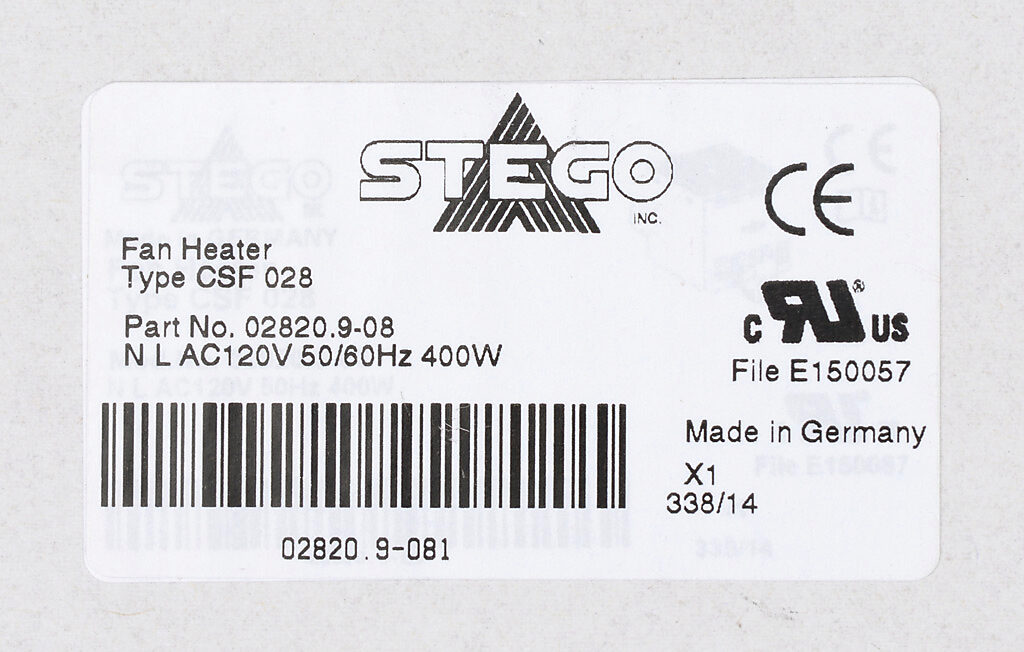 STEGO
INC.
CE
Fan Heater
Type CSF 028
c RU® US
Part No. 02820.9-08
N L AC120V 50/60Hz 400W
File E150057
Made in Germany
X1
338/14
02820.9-081